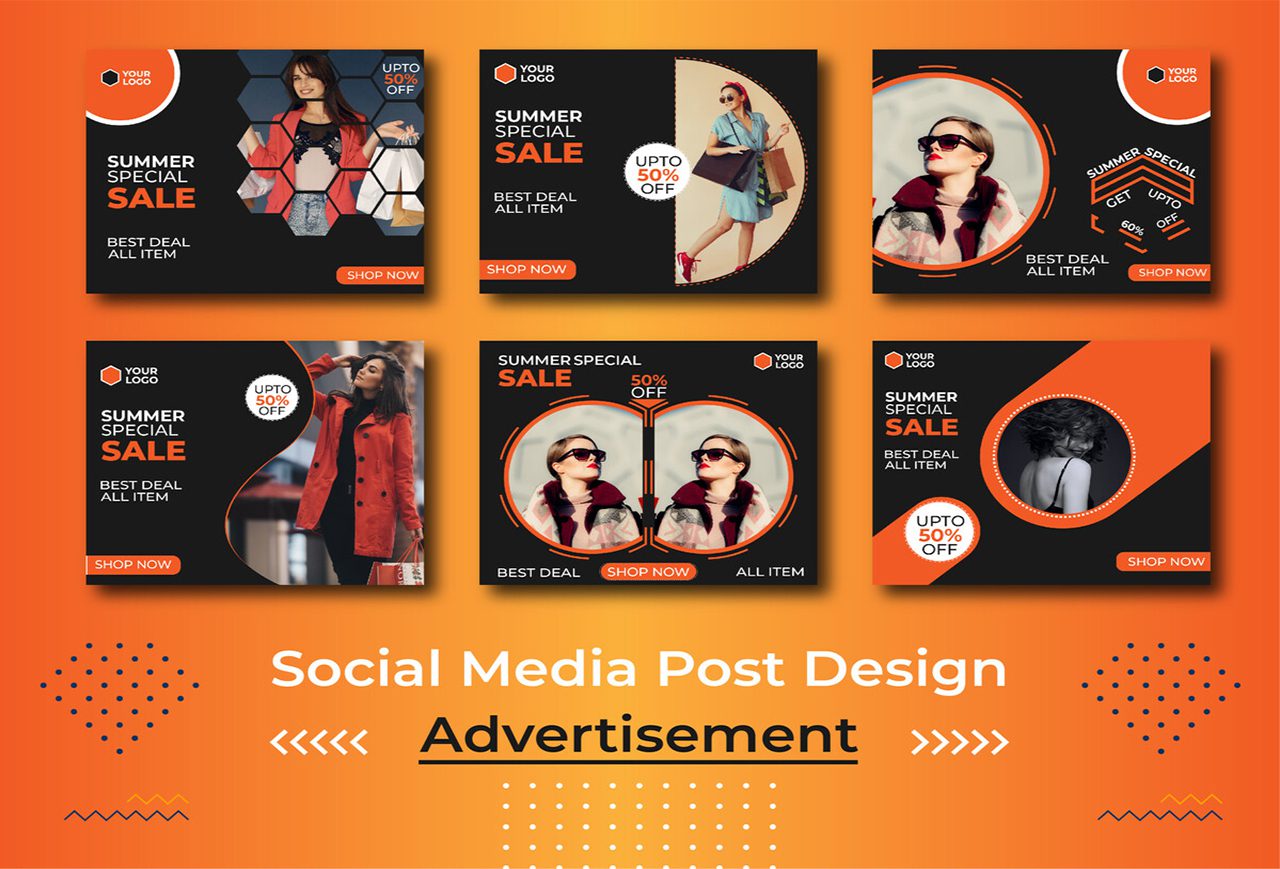 YOUR
LOGO
UPTO
50%
OFF
SUMMER
SPECIAL
SALE
BEST DEAL
ALL ITEM
SHOP NOW
YOUR
LOGO
SUMMER
SPECIAL
SALE
UPTO
50%
OFF
BEST DEAL
ALL ITEM
SHOP NOW
YOUR
LOGO
SUMMER SPECIAL
GET UPTO
60% OFF
BEST DEAL
ALL ITEM
SHOP NOW
YOUR
LOGO
UPTO
50%
OFF
SUMMER
SPECIAL
SALE
BEST DEAL
ALL ITEM
SHOP NOW
SUMMER SPECIAL
SALE
YOUR
LOGO
50%
OFF
BEST DEAL
SHOP NOW
ALL ITEM
YOUR
LOGO
SUMMER
SPECIAL
SALE
BEST DEAL
ALL ITEM
UPTO
50%
OFF
SHOP NOW
Social Media Post Design
Advertisement